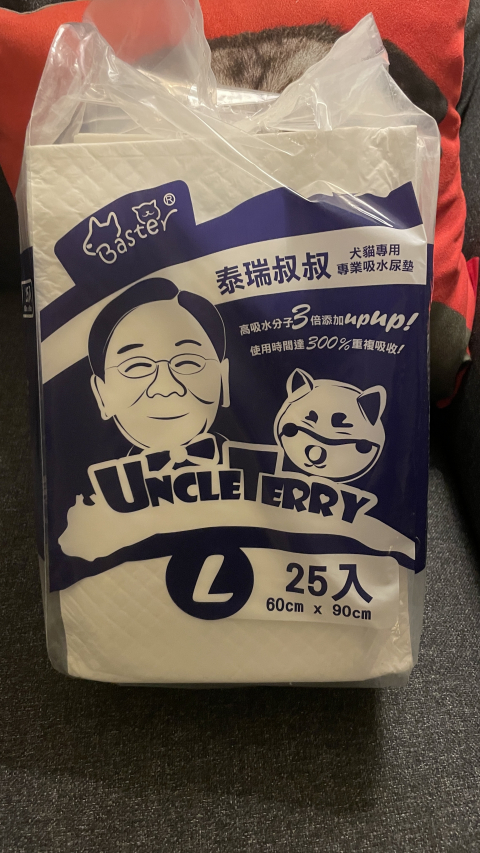 Baster®
泰瑞叔叔
犬貓專用
專業吸水尿墊
高吸水分子3倍添加upup!
使用時間達300%重複吸收!
UNCLE TERRY
L
25入
60cm x 90cm